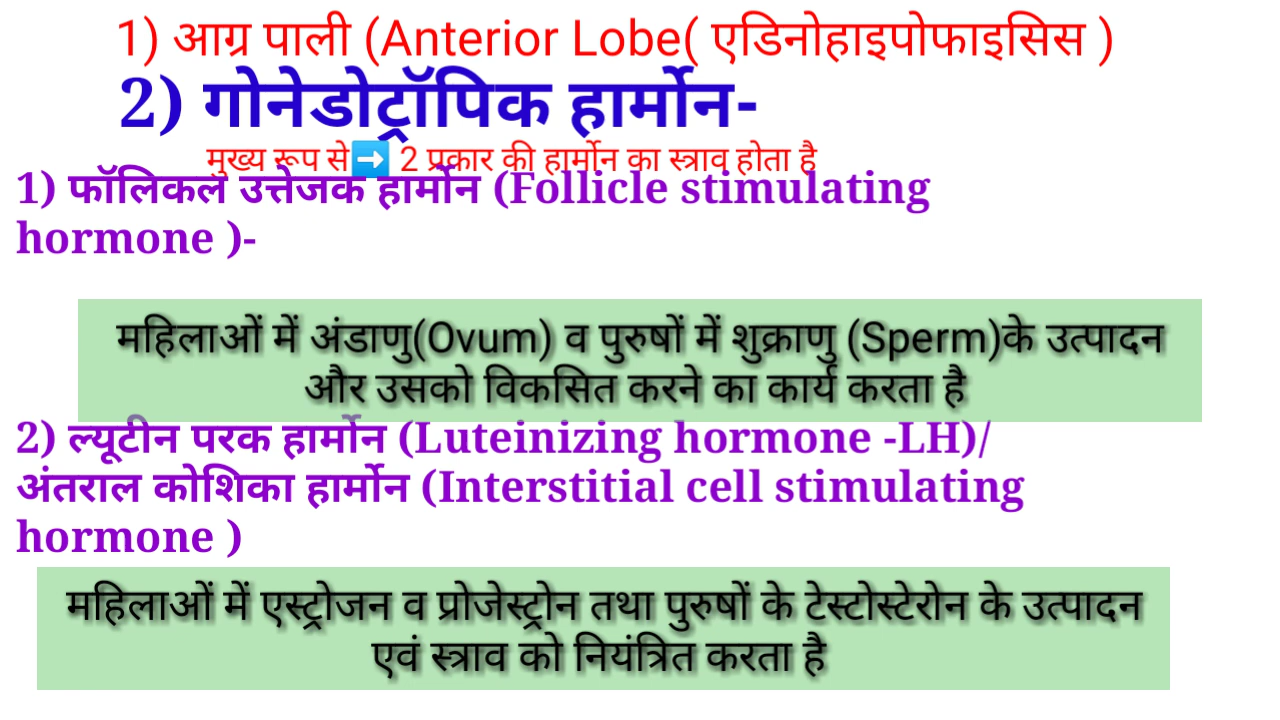 1) आग्र पाली (Anterior Lobe( एडिनोहाइपोफाइसिस )
2) गोनेडोट्रॉपिक हार्मोन-
मुख्य रूप से➡️ 2 प्रकार की हार्मोन का स्त्राव होता है
1) फॉलिकल उत्तेजक हार्मोन (Follicle stimulating
hormone )-
महिलाओं में अंडाणु(Ovum) व पुरुषों में शुक्राणु (Sperm)के उत्पादन
और उसको विकसित करने का कार्य करता है
2) ल्यूटीन परक हार्मोन (Luteinizing hormone -LH)/
अंतराल कोशिका हार्मोन (Interstitial cell stimulating
hormone )
महिलाओं में एस्ट्रोजन व प्रोजेस्ट्रोन तथा पुरुषों के टेस्टोस्टेरोन के उत्पादन
एवं स्त्राव को नियंत्रित करता है